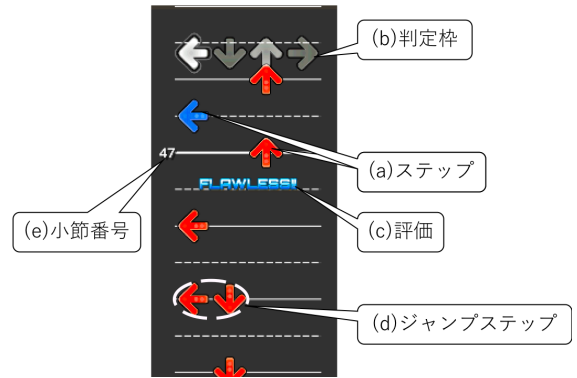 (b)判定枠
(a)ステップ
47
FLAWLESS!!
(e)小節番号
(c)評価
(d)ジャンプステップ